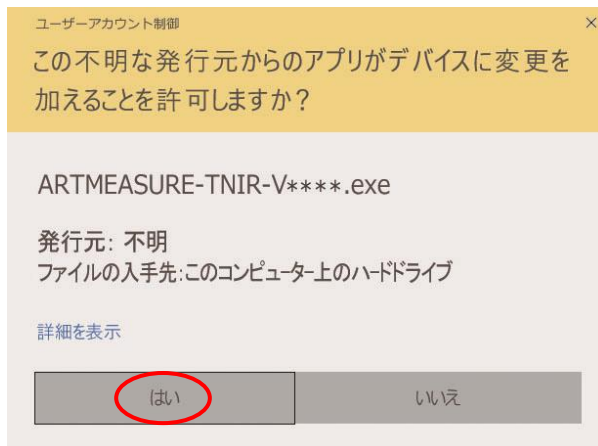 ユーザーアカウント制御
×
この不明な発行元からのアプリがデバイスに変更を
加えることを許可しますか？
ARTMEASURE-TNIR-V****.exe
発行元: 不明
ファイルの入手先:このコンピューター上のハードドライブ
詳細を表示
はい
いいえ